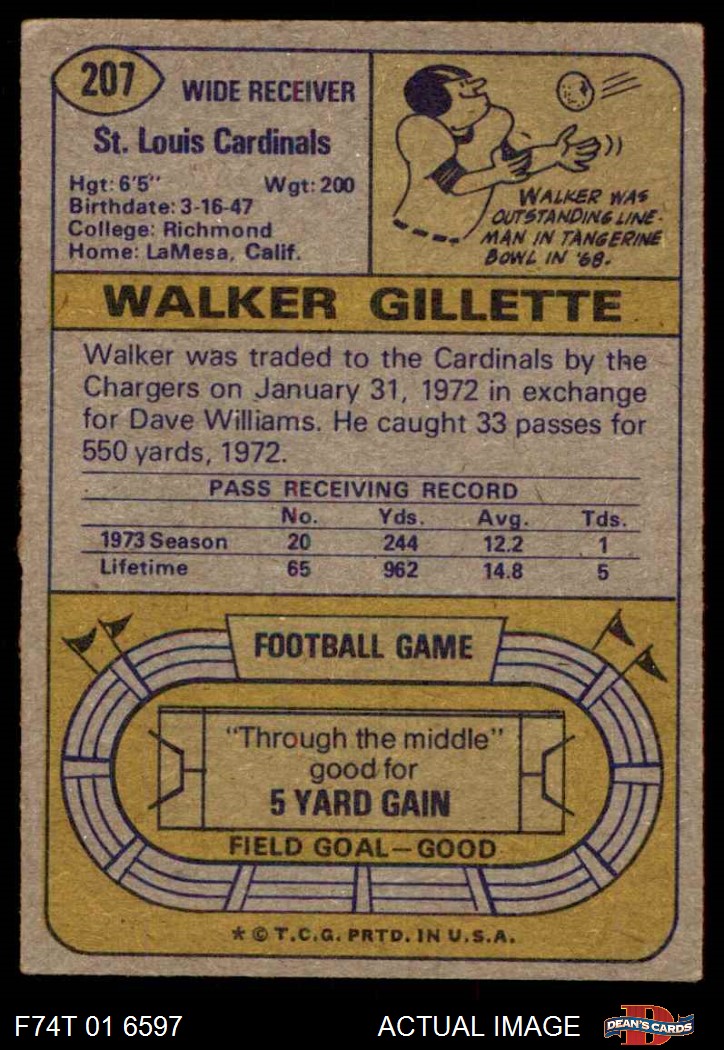 207
WIDE RECEIVER
St. Louis Cardinals
Hgt: 6'5" Wgt: 200
Birthdate: 3-16-47
College: Richmond
Home: LaMesa, Calif.
WALKER WAS
OUTSTANDING LINE-
MAN IN TANGERINE
BOWL IN '68.
WALKER GILLETTE
Walker was traded to the Cardinals by the
Chargers on January 31, 1972 in exchange
for Dave Williams. He caught 33 passes for
550 yards, 1972.
PASS RECEIVING RECORD
No. Yds. Avg. Tds.
1973 Season 20 244 12.2 1
Lifetime 65 962 14.8 5
FOOTBALL GAME
"Through the middle"
good for
5 YARD GAIN
FIELD GOAL—GOOD
* © T.C.G. PRTD. IN U.S.A.
F74T 01 6597 ACTUAL IMAGE
D
DEAN'S CARDS